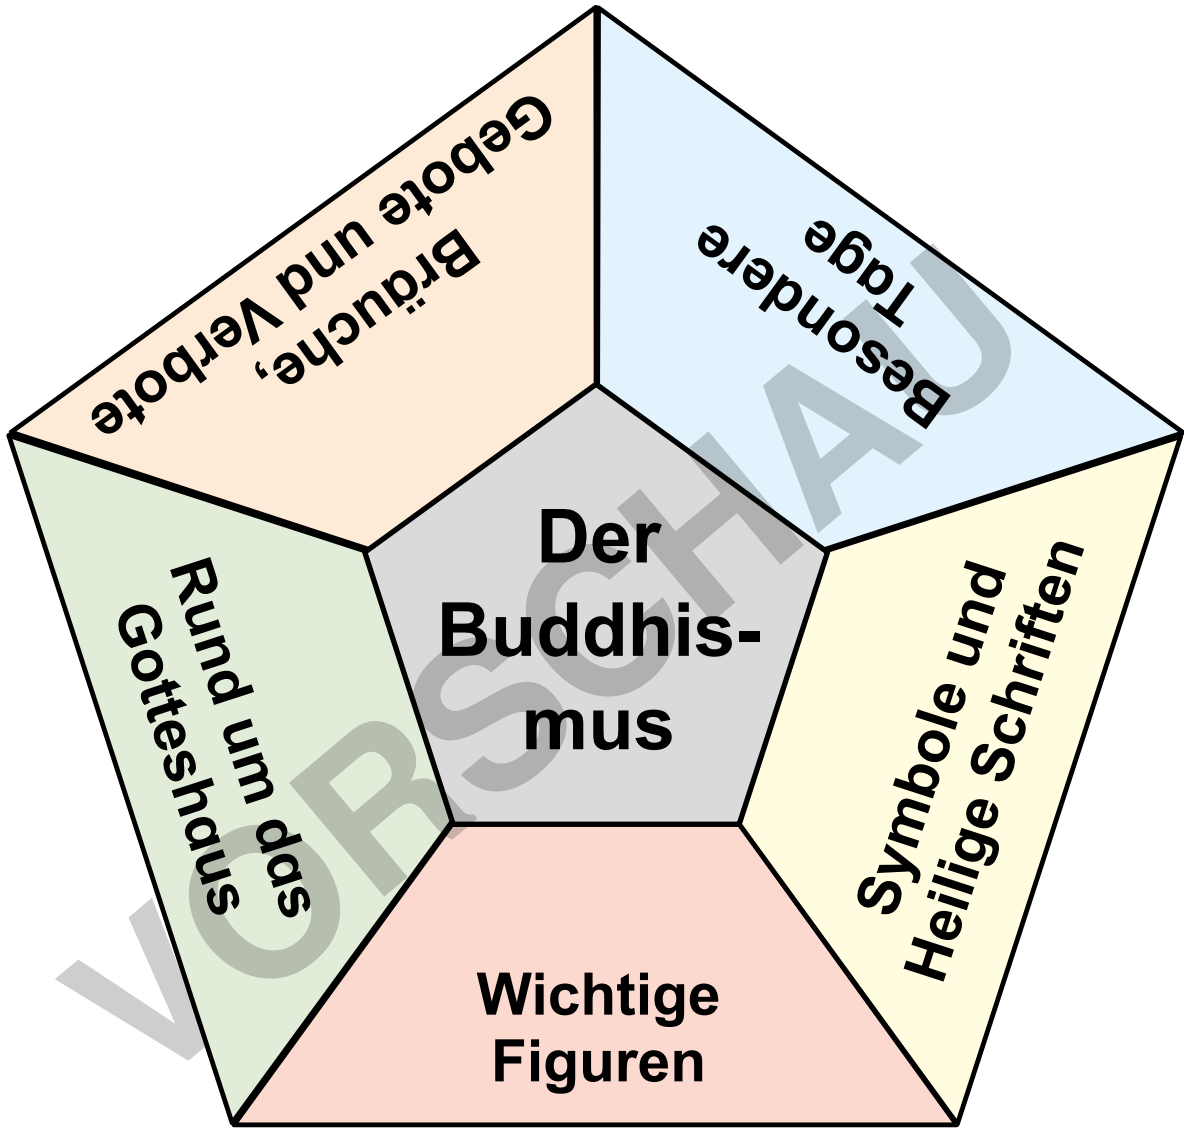 Bräuche,
Gebote und Verbote
Besondere
Tage
Der
Buddhis-
mus
Rund um das
Gotteshaus
Symbole und
Heilige Schriften
Wichtige
Figuren
VORSCHAU